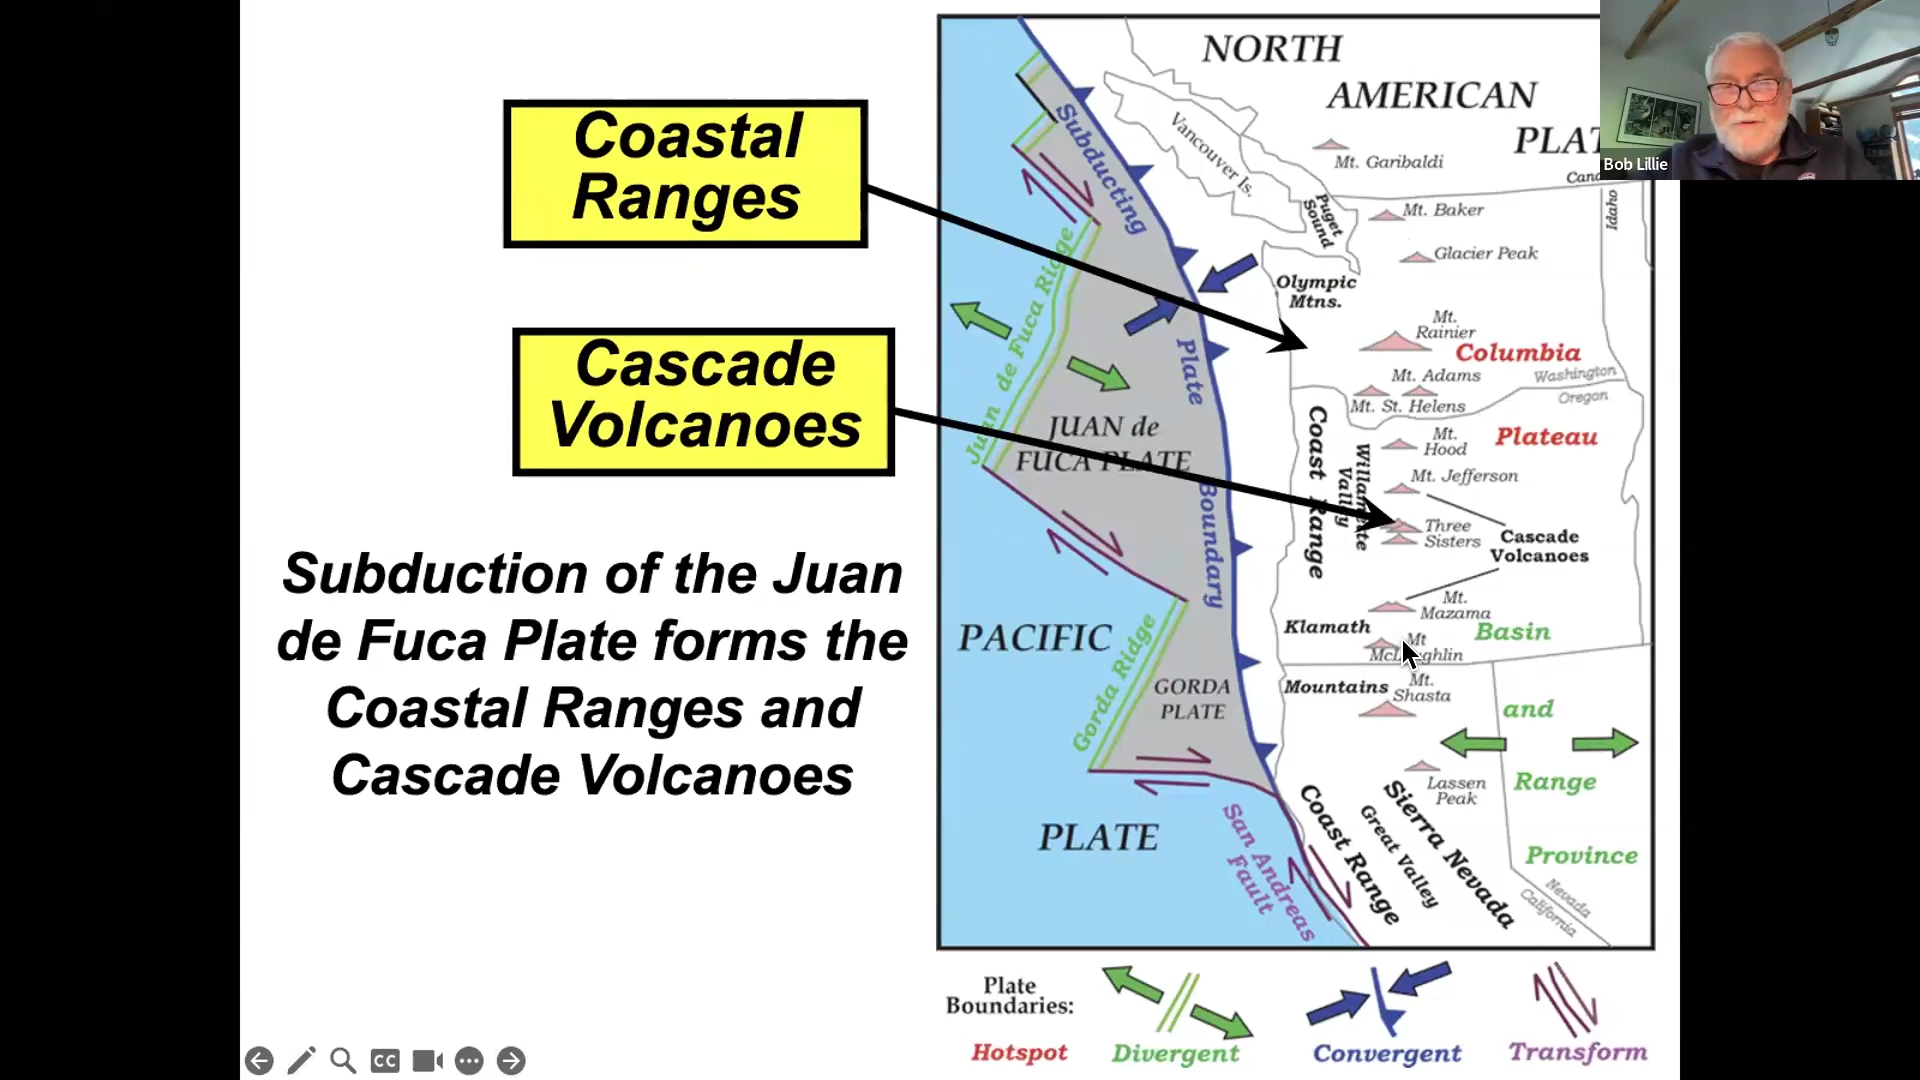 Coastal
Ranges
Cascade
Volcanoes
Subduction of the Juan
de Fuca Plate forms the
Coastal Ranges and
Cascade Volcanoes
NORTH
AMERICAN
Bob Lillie
Subducting
Plate
Boundary
Vancouver Is.
Mt. Garibaldi
Idaho
Puget
Sound
Mt. Baker
Glacier Peak
Olympic
Mtns.
Mt.
Rainier
Columbia
Washington
Mt. Adams
Oregon
Mt. St. Helens
Plateau
Mt.
Hood
Juan de Fuca Ridge
JUAN de
FUCA PLATE
Coast Range
Willamette
Valley
Mt. Jefferson
Three
Sisters
Cascade
Volcanoes
Mt.
Mazama
Klamath
Basin
Mt
McLoughlin
Mountains
Mt.
Shasta
PACIFIC
Gorda Ridge
GORDA
PLATE
and
Range
Province
Lassen
Peak
PLATE
San Andreas
Fault
Coast Range
Great Valley
Sierra Nevada
Nevada
California
Plate
Boundaries:
Hotspot
Divergent
Convergent
Transform
CC